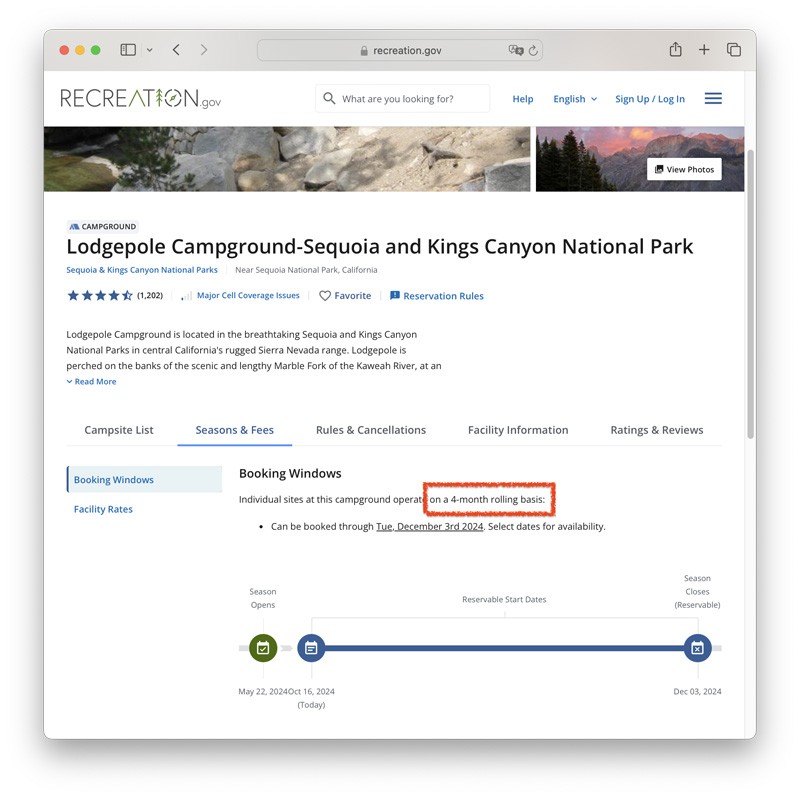 recreation.gov
RECREATION.gov
What are you looking for?
Help
English
Sign Up / Log In
View Photos
CAMPGROUND
Lodgepole Campground-Sequoia and Kings Canyon National Park
Sequoia & Kings Canyon National Parks
Near Sequoia National Park, California
(1,202)
Major Cell Coverage Issues
Favorite
Reservation Rules
Lodgepole Campground is located in the breathtaking Sequoia and Kings Canyon
National Parks in central California's rugged Sierra Nevada range. Lodgepole is
perched on the banks of the scenic and lengthy Marble Fork of the Kaweah River, at an
Read More
Campsite List
Seasons & Fees
Rules & Cancellations
Facility Information
Ratings & Reviews
Booking Windows
Facility Rates
Booking Windows
Individual sites at this campground operate on a 4-month rolling basis:
• Can be booked through Tue, December 3rd 2024. Select dates for availability.
Season
Opens
Reservable Start Dates
Season
Closes
(Reservable)
May 22, 2024
Oct 16, 2024
(Today)
Dec 03, 2024